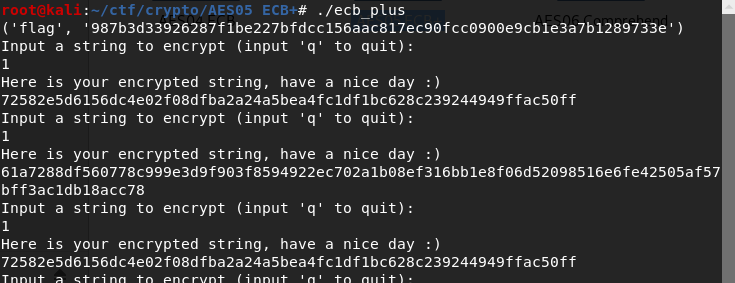 root@kali:~/ctf/crypto/AES05 ECB+# ./ecb_plus
('flag', '987b3d33926287f1be227bfdcc156aac817ec90fcc0900e9cb1e3a7b1289733e')
Input a string to encrypt (input 'q' to quit):
1
Here is your encrypted string, have a nice day :)
72582e5d6156dc4e02f08dfba2a24a5bea4fc1df1bc628c239244949ffac50ff
Input a string to encrypt (input 'q' to quit):
1
Here is your encrypted string, have a nice day :)
61a7288df560778c999e3d9f903f8594922ec702a1b08ef316bb1e8f06d52098516e6fe42505af57
bff3ac1db18acc78
Input a string to encrypt (input 'q' to quit):
1
Here is your encrypted string, have a nice day :)
72582e5d6156dc4e02f08dfba2a24a5bea4fc1df1bc628c239244949ffac50ff
Input a string to encrypt (input 'q' to quit):